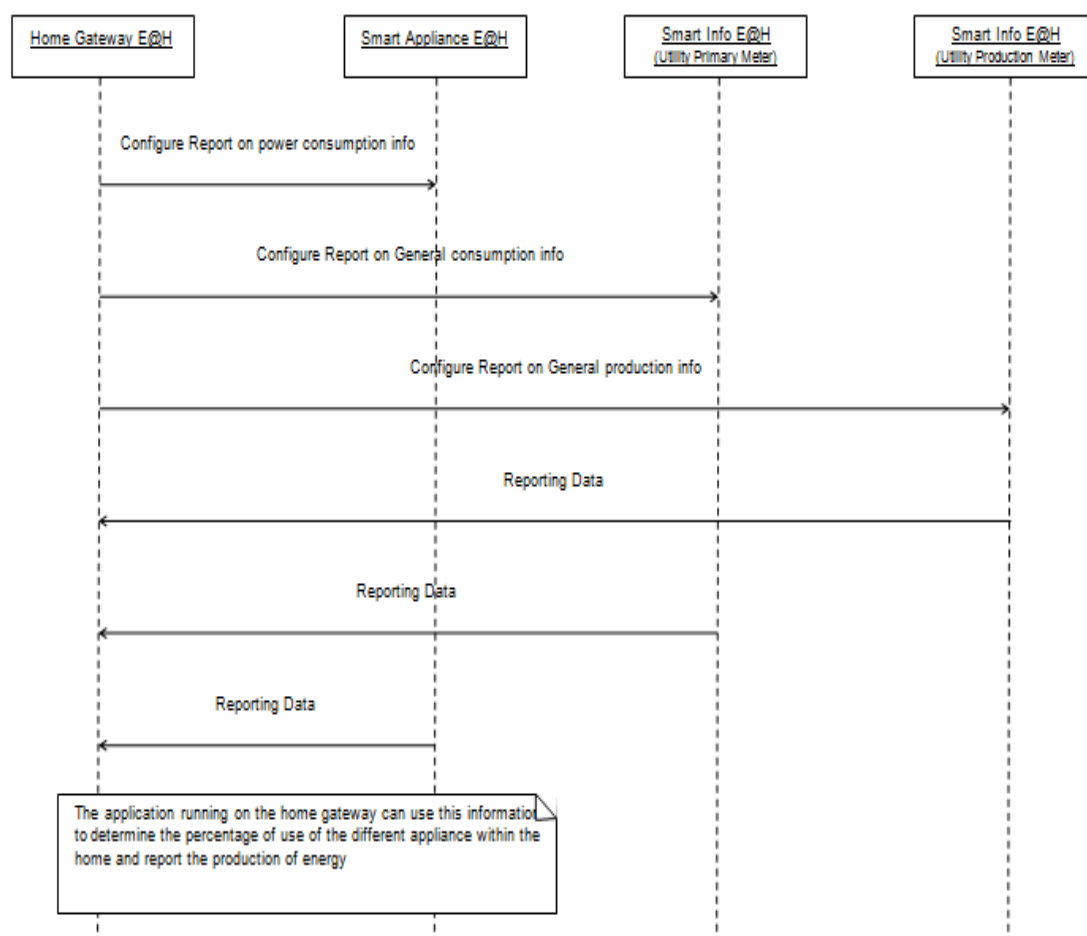 Home Gateway E@H
Smart Appliance E@H
Smart Info E@H
(Utility Primary Meter)
Smart Info E@H
(Utility Production Meter)
Configure Report on power consumption info
Configure Report on General consumption info
Configure Report on General production info
Reporting Data
Reporting Data
Reporting Data
The application running on the home gateway can use this information
to determine the percentage of use of the different appliance within the
home and report the production of energy